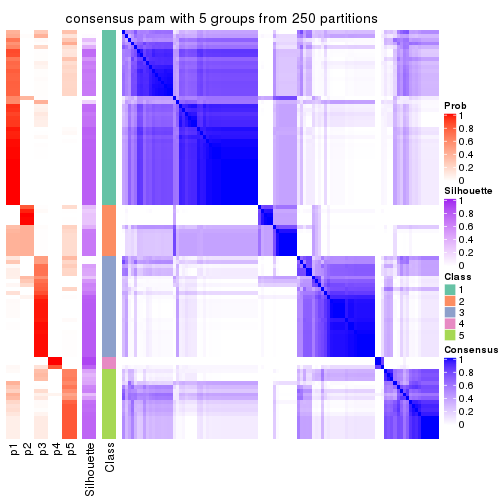 consensus pam with 5 groups from 250 partitions
Prob
1
0.8
0.6
0.4
0.2
0
Silhouette
1
0.8
0.6
0.4
0.2
0
Class
1
2
3
4
5
Consensus
1
0.8
0.6
0.4
0.2
0
p1
p2
p3
p4
p5
Silhouette
Class